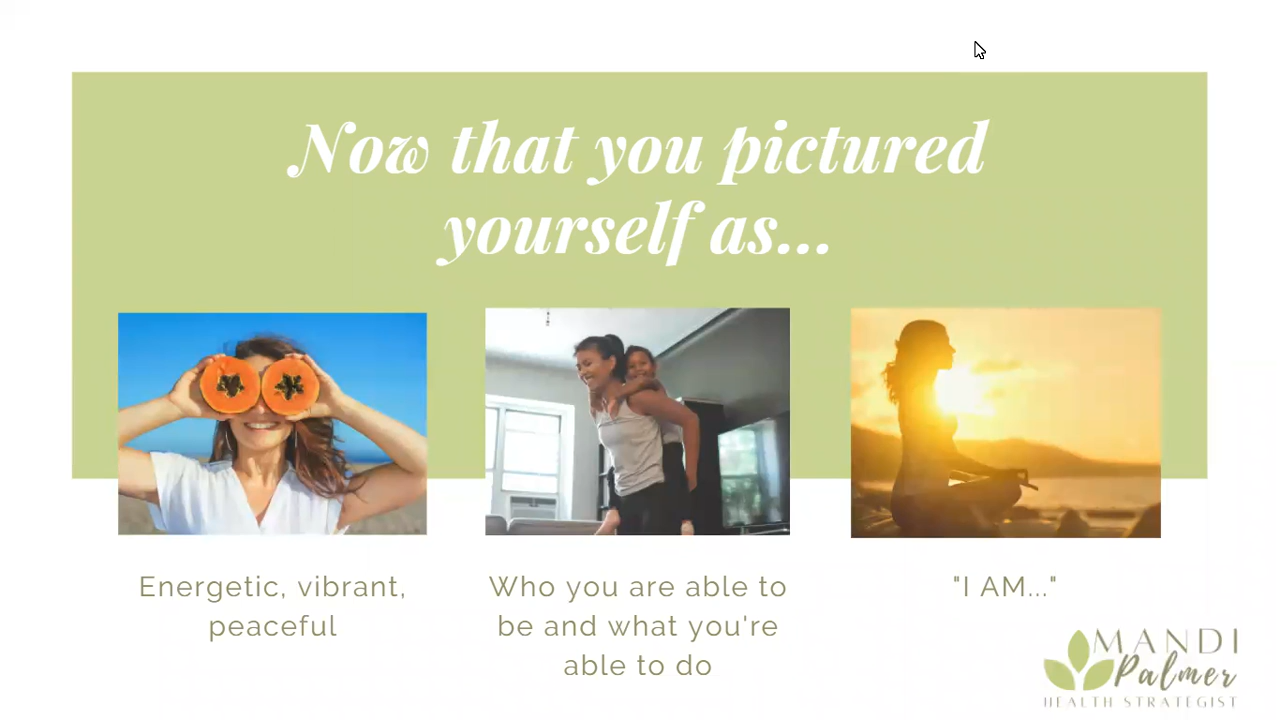 Now that you pictured
yourself as...
Energetic, vibrant,
peaceful
Who you are able to
be and what you're
able to do
"I AM..."
MANDI
Palmer
HEALTH STRATEGIST